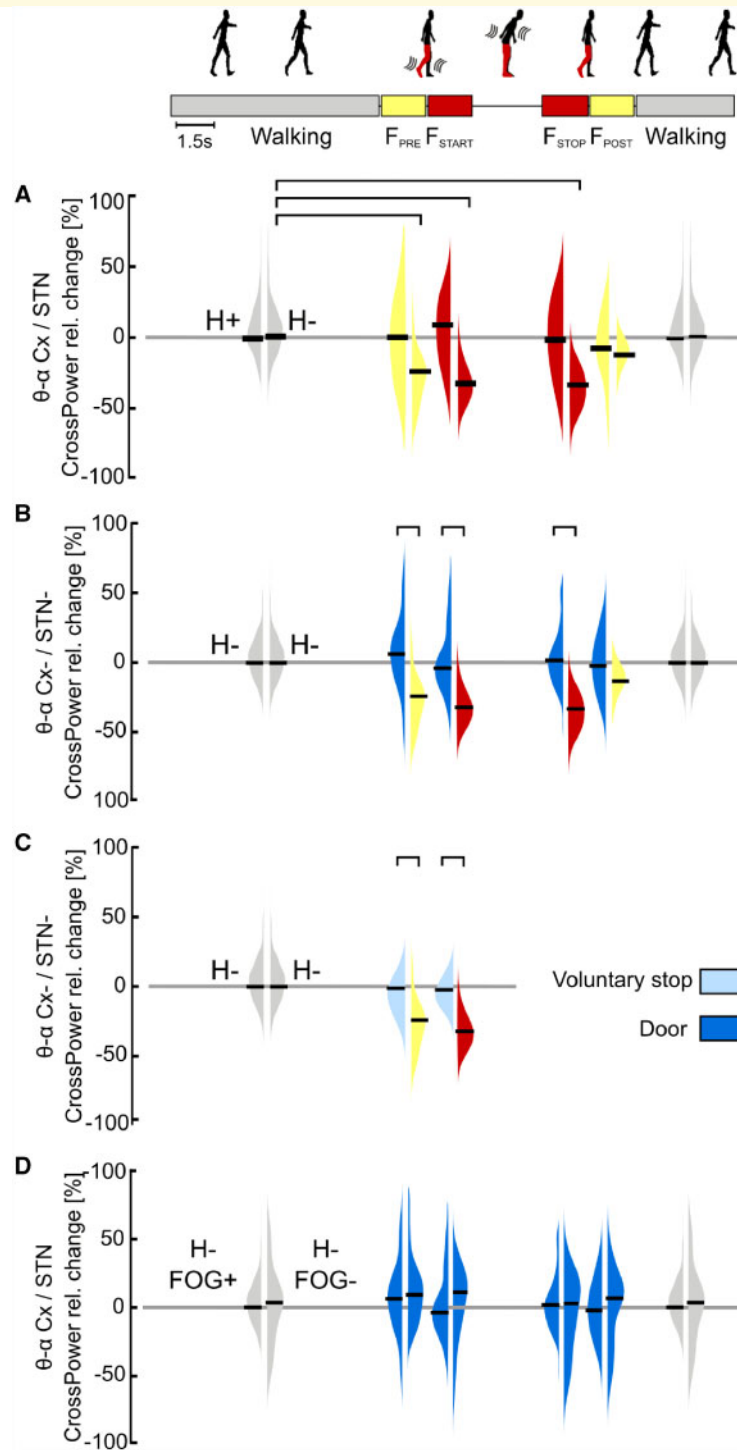 1.5s Walking FPRE FSTART FSTOP FPOST Walking
A
θ-α Cx / STN
CrossPower rel. change [%]
100
50
0
-50
-100
H+ H-
B
θ-α Cx- / STN-
CrossPower rel. change [%]
100
50
0
-50
100
H- H-
C
θ-α Cx- / STN-
CrossPower rel. change [%]
100
50
0
-50
-100
H- H-
Voluntary stop
Door
D
θ-α Cx / STN
CrossPower rel. change [%]
-100
50
0
-50
-100
H- H-
FOG+ FOG-